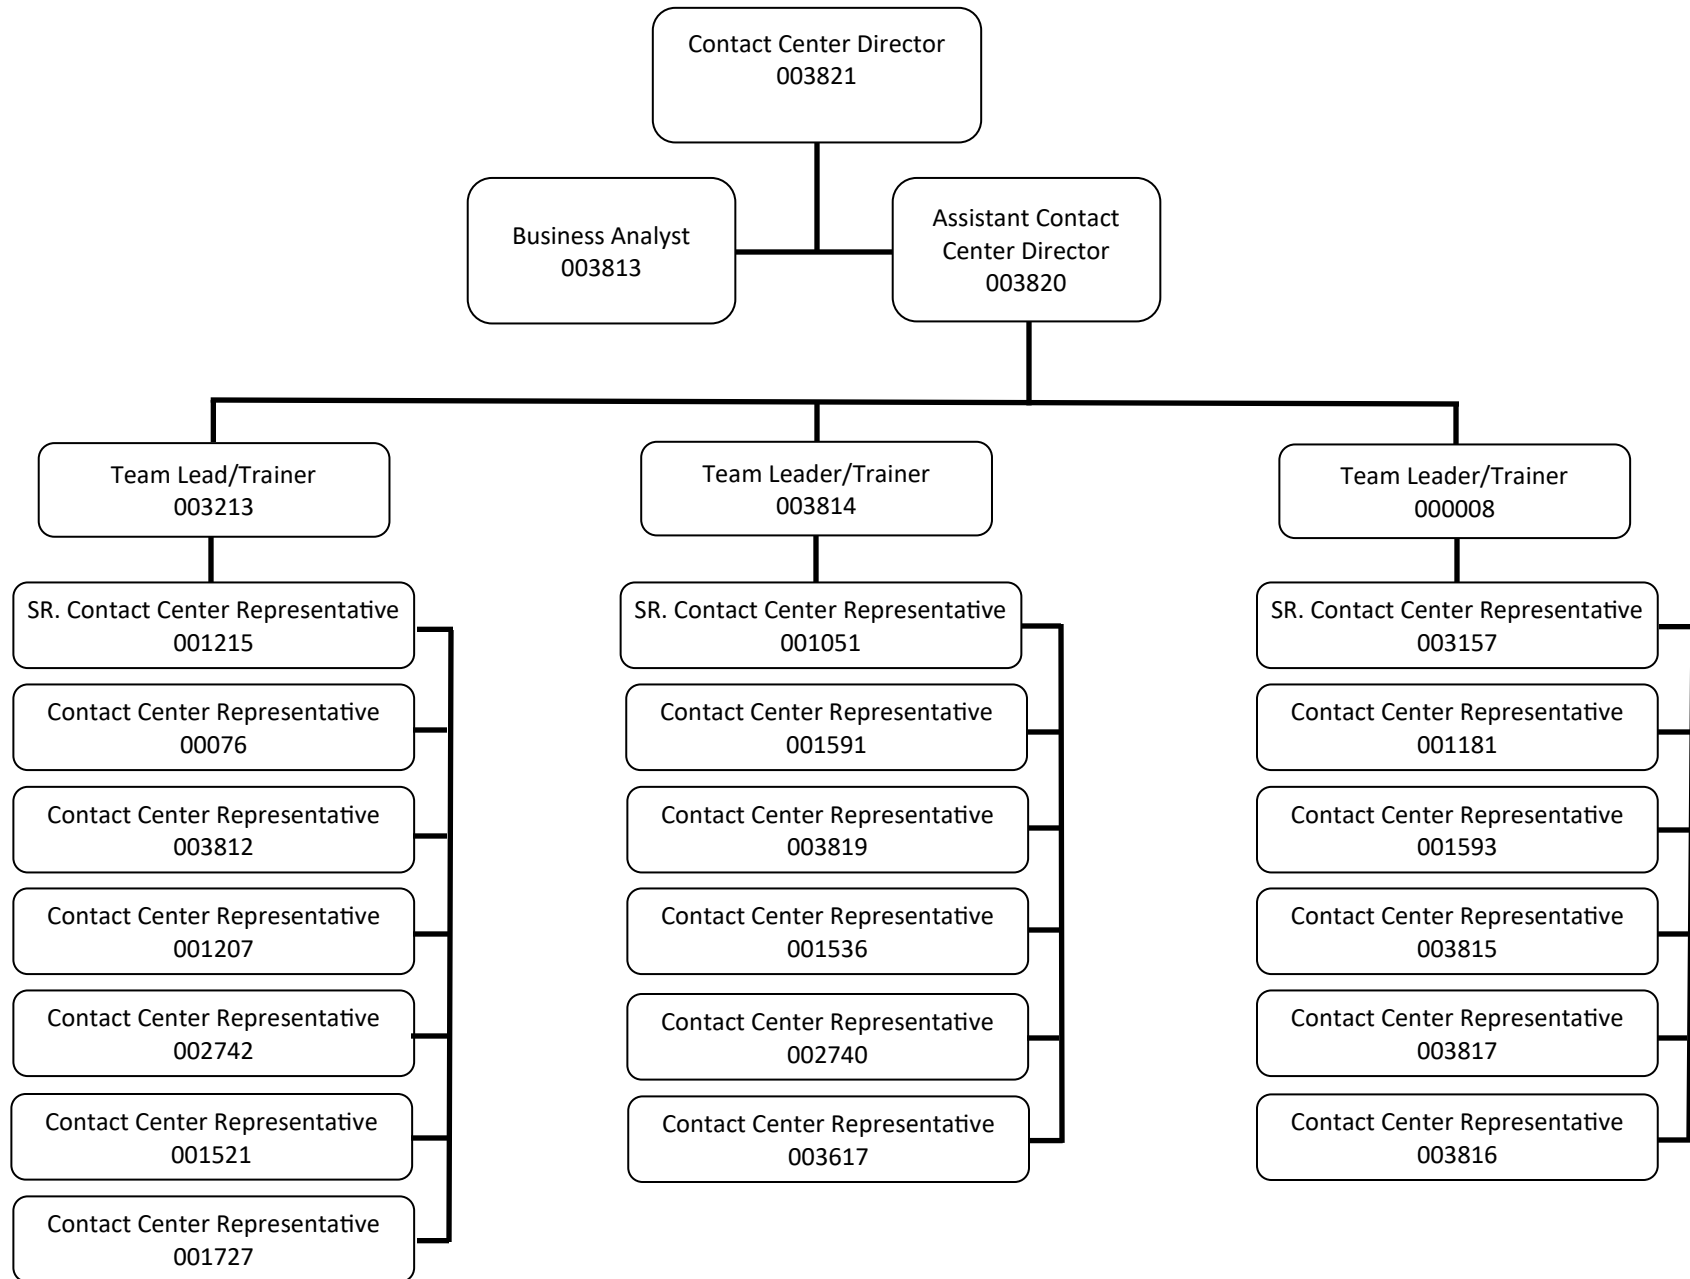 Contact Center Director
003821
Business Analyst
003813
Assistant Contact
Center Director
003820
Team Lead/Trainer
003213
Team Leader/Trainer
003814
Team Leader/Trainer
000008
SR. Contact Center Representative
001215
Contact Center Representative
00076
Contact Center Representative
003812
Contact Center Representative
001207
Contact Center Representative
002742
Contact Center Representative
001521
Contact Center Representative
001727
SR. Contact Center Representative
001051
Contact Center Representative
001591
Contact Center Representative
003819
Contact Center Representative
001536
Contact Center Representative
002740
Contact Center Representative
003617
SR. Contact Center Representative
003157
Contact Center Representative
001181
Contact Center Representative
001593
Contact Center Representative
003815
Contact Center Representative
003817
Contact Center Representative
003816